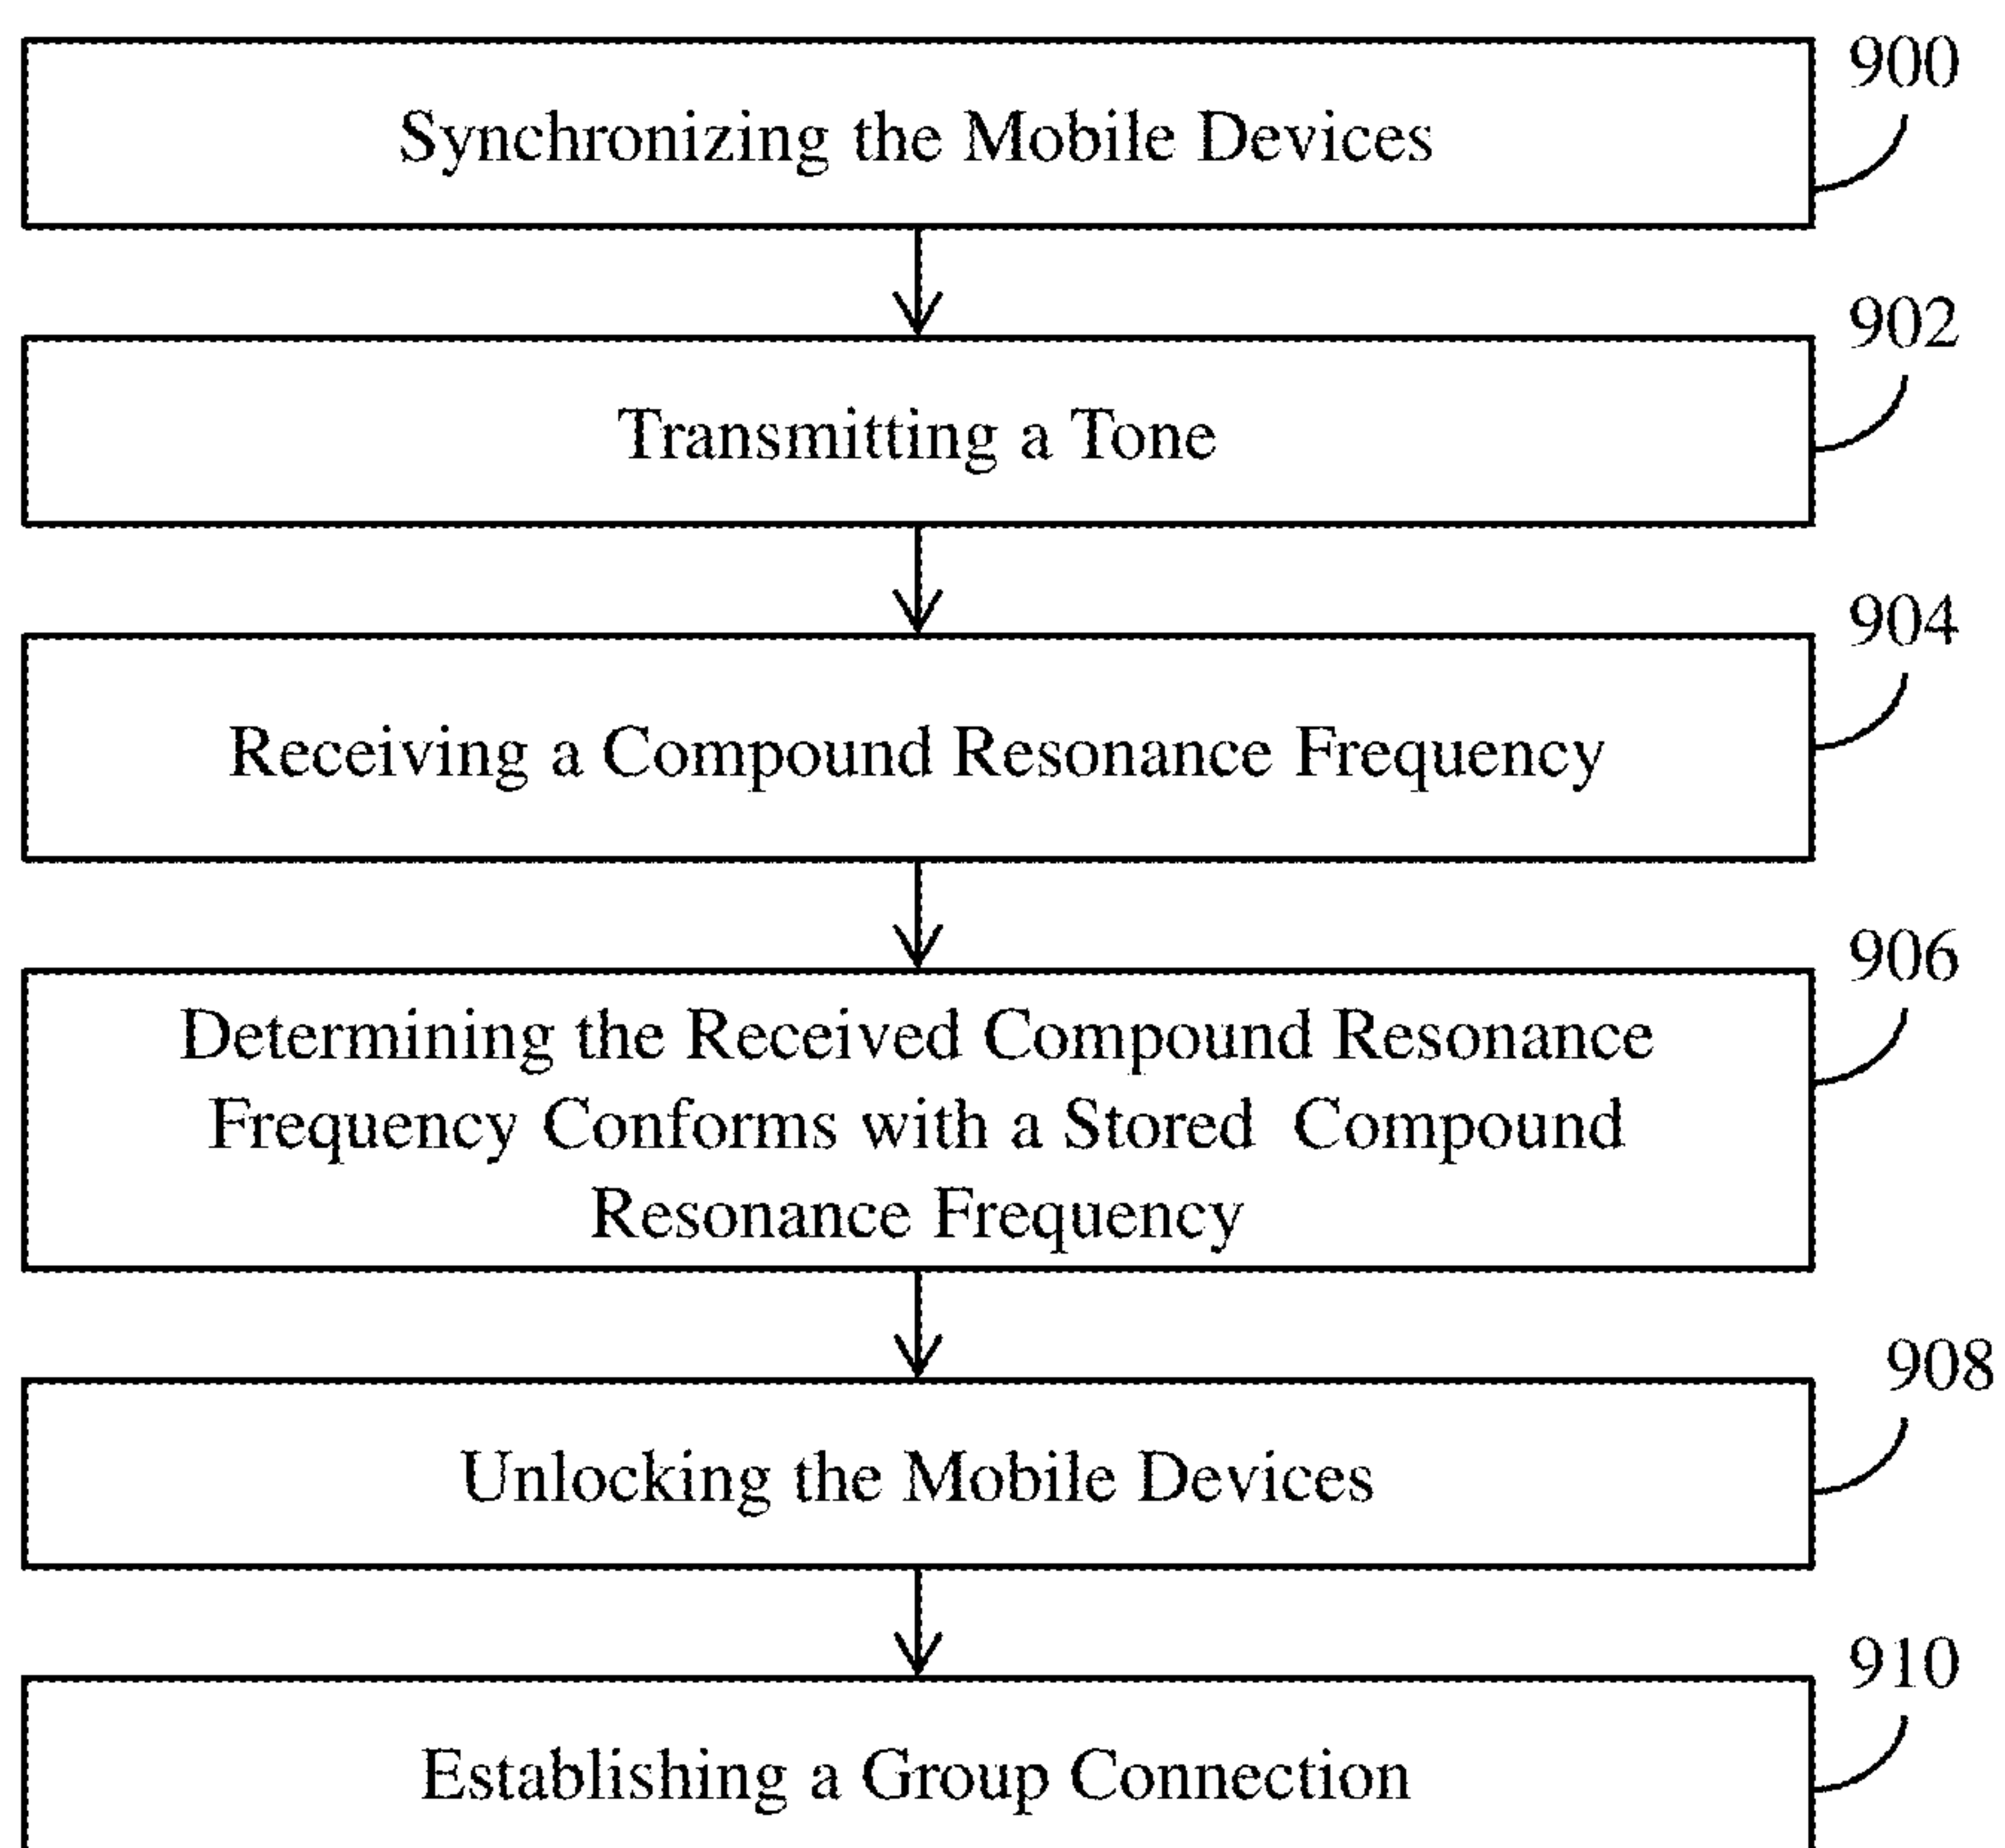 900
Synchronizing the Mobile Devices
902
Transmitting a Tone
904
Receiving a Compound Resonance Frequency
906
Determining the Received Compound Resonance
Frequency Conforms with a Stored Compound
Resonance Frequency
908
Unlocking the Mobile Devices
910
Establishing a Group Connection